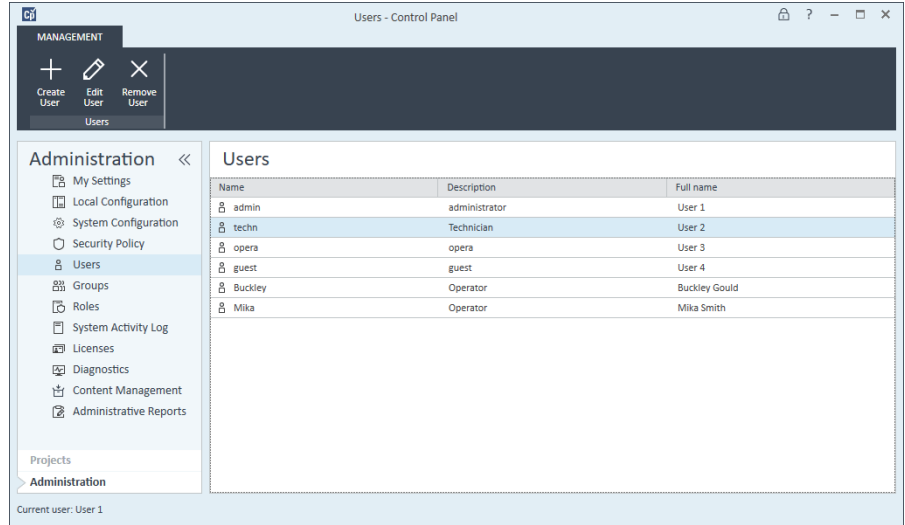 Cp
Users - Control Panel
?
MANAGEMENT
Create User
Edit User
Remove User
Users
Administration
My Settings
Local Configuration
System Configuration
Security Policy
Users
Groups
Roles
System Activity Log
Licenses
Diagnostics
Content Management
Administrative Reports
Projects
Administration
Users
Name Description Full name
admin administrator User 1
techn Technician User 2
opera opera User 3
guest guest User 4
Buckley Operator Buckley Gould
Mika Operator Mika Smith
Current user: User 1